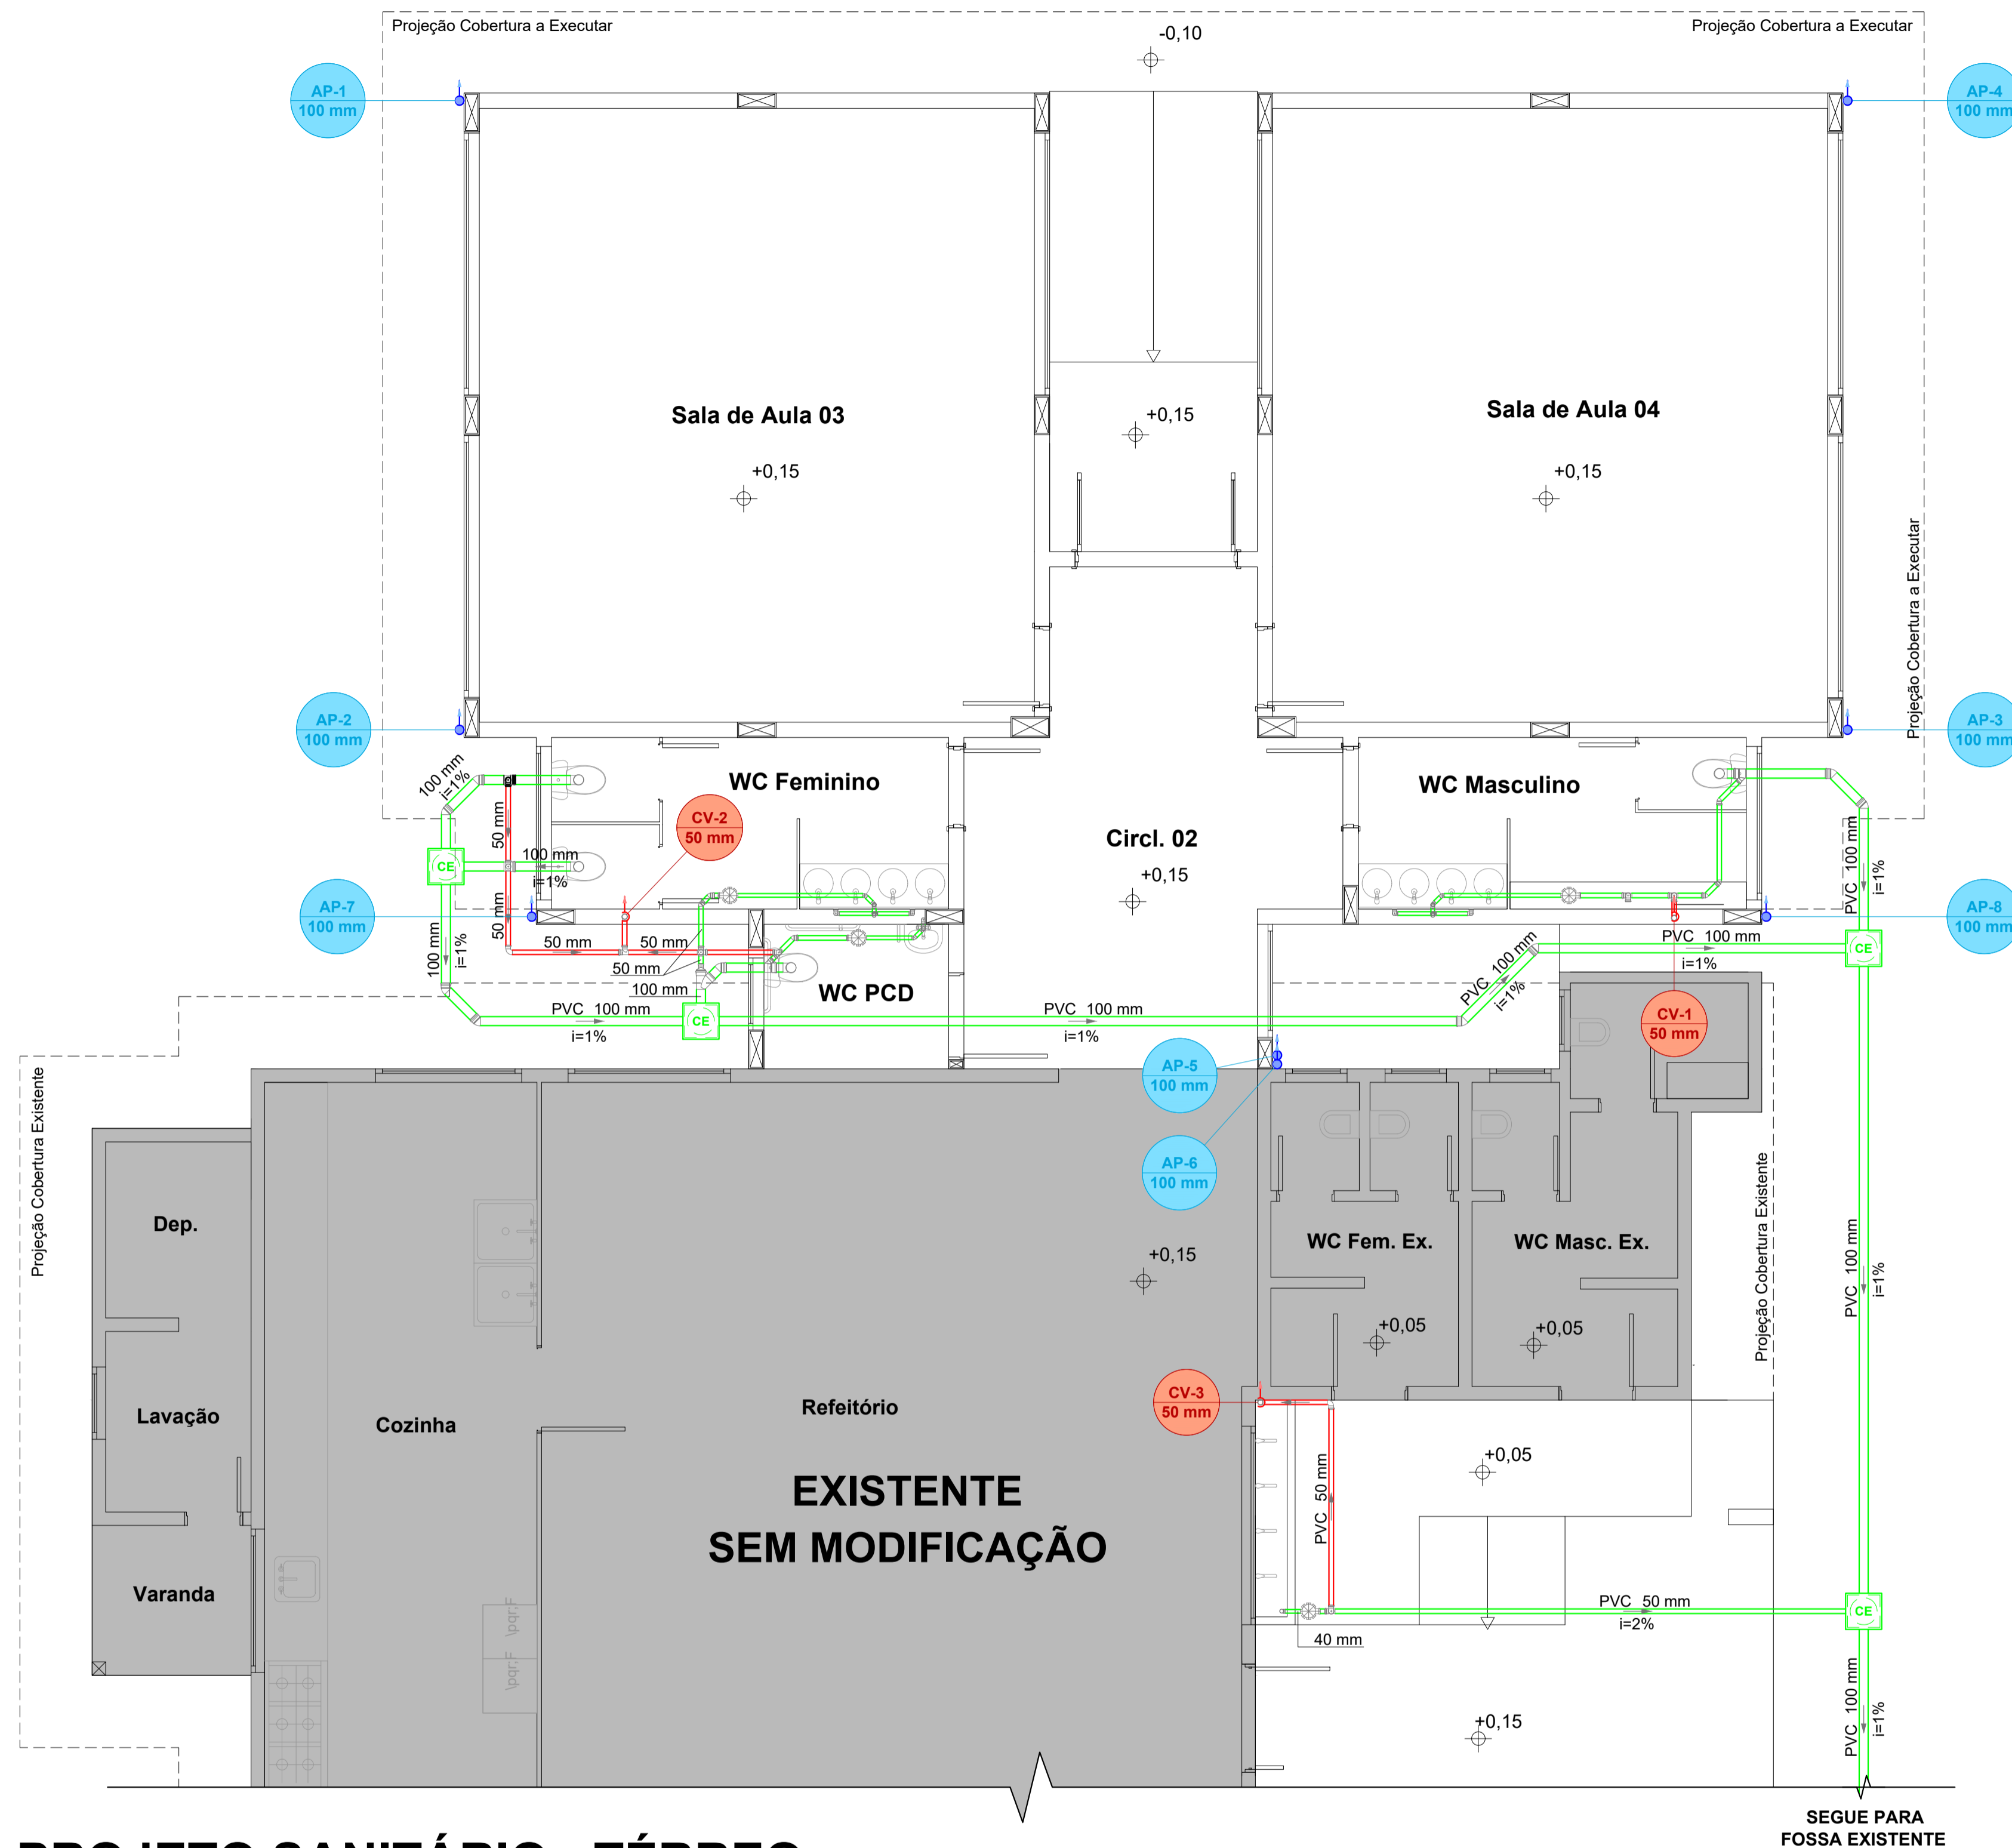 Projeção Cobertura a Executar
Projeção Cobertura a Executar
-0,10
AP-1
100 mm
AP-4
100 mm
Sala de Aula 03
+0,15
+0,15
Sala de Aula 04
+0,15
Projeção Cobertura a Executar
AP-2
100 mm
AP-3
100 mm
100 mm
i=1%
WC Feminino
WC Masculino
50 mm
CV-2
50 mm
CE
100 mm
i=1%
Circl. 02
+0,15
PVC 100 mm
i=1%
AP-7
100 mm
AP-8
100 mm
50 mm
100 mm
i=1%
50 mm
50 mm
50 mm
100 mm
WC PCD
PVC 100 mm
i=1%
PVC 100 mm
i=1%
CE
PVC 100 mm
i=1%
CE
PVC 100 mm
i=1%
CV-1
50 mm
AP-5
100 mm
AP-6
100 mm
Projeção Cobertura Existente
Dep.
+0,15
WC Fem. Ex.
WC Masc. Ex.
Projeção Cobertura Existente
PVC 100 mm
i=1%
+0,05
+0,05
Lavação
Cozinha
Refeitório
CV-3
50 mm
+0,05
EXISTENTE
SEM MODIFICAÇÃO
PVC 50 mm
Varanda
\pqr;F
\pqr;F
PVC 50 mm
i=2%
CE
40 mm
+0,15
PVC 100 mm
i=1%
SEGUE PARA
FOSSA EXISTENTE